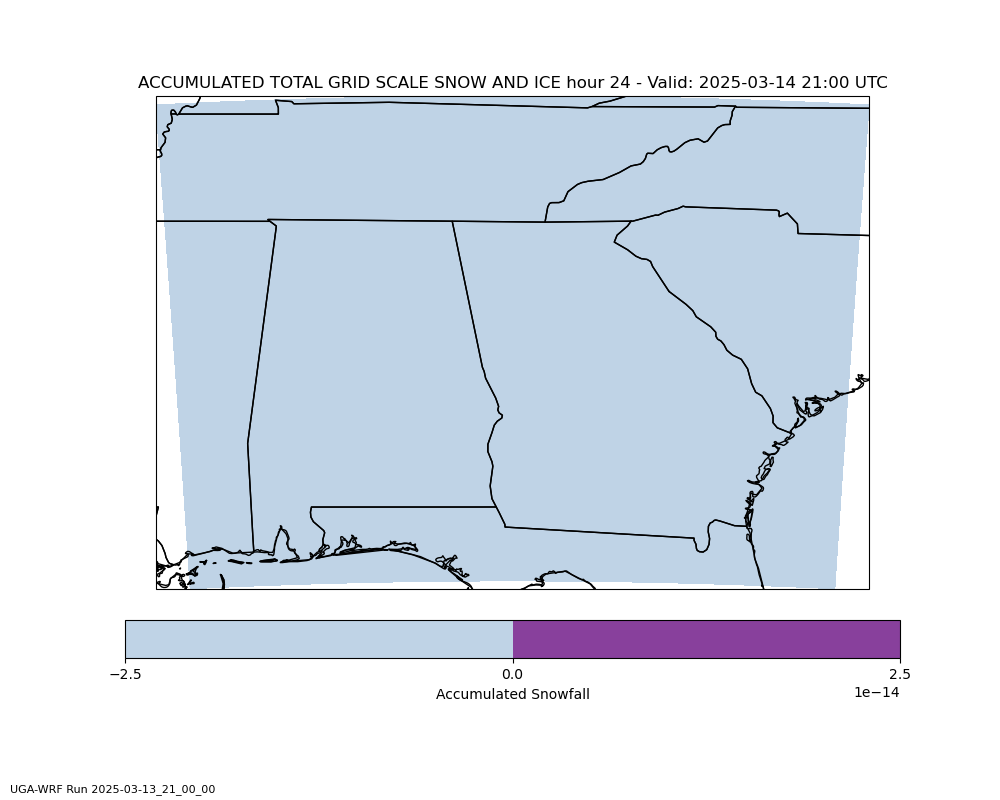 ACCUMULATED TOTAL GRID SCALE SNOW AND ICE hour 24 - Valid: 2025-03-14 21:00 UTC
−2.5 0.0 2.5
Accumulated Snowfall 1e−14
UGA-WRF Run 2025-03-13_21_00_00